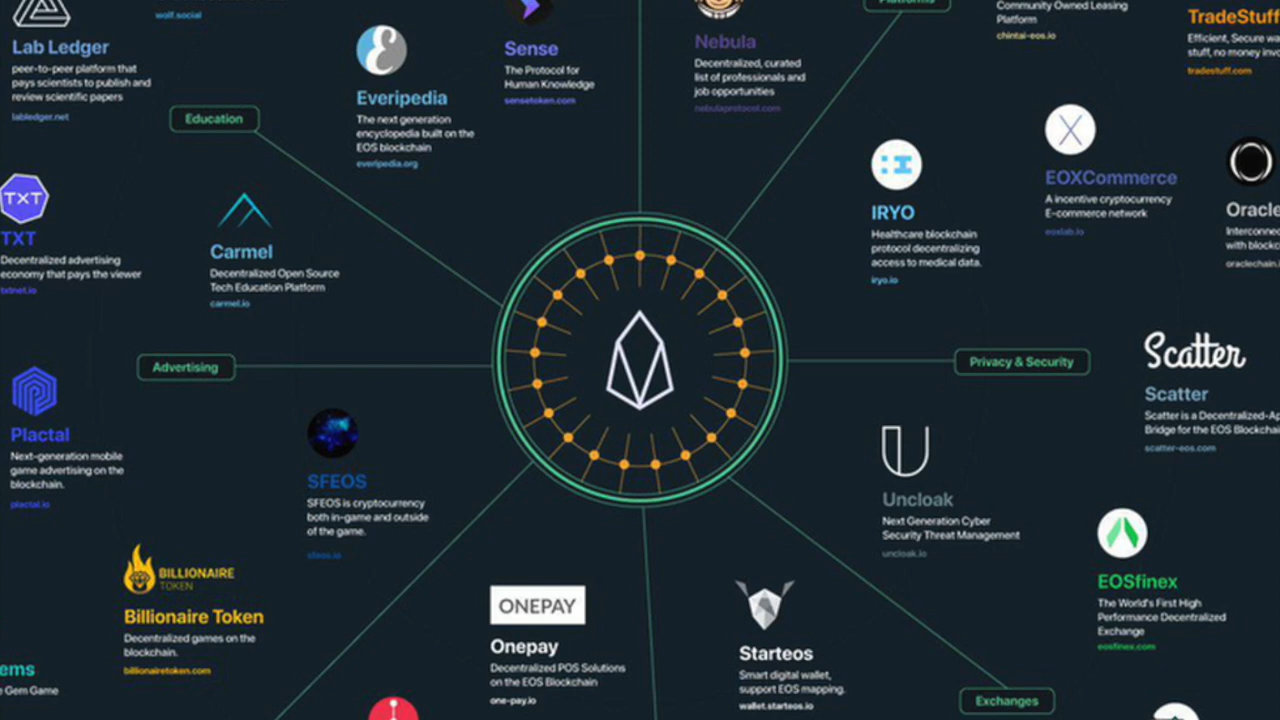 wolf.social
Lab Ledger
peer-to-peer platform that
pays scientists to publish and
review scientific papers
labledger.net
Everipedia
The next generation
encyclopedia built on the
EOS blockchain
everipedia.org
Sense
The Protocol for
Human Knowledge
sensetoken.com
Nebula
Decentralized, curated
list of professionals and
job opportunities
nebulaprotocol.com
Platforms
Community Owned Leasing
Platform
chintai-eos.io
TradeStuff
Efficient, Secure wa
stuff, no money invo
tradestuff.com
Education
TXT
TXT
Decentralized advertising
economy that pays the viewer
txtnet.io
Carmel
Decentralized Open Source
Tech Education Platform
carmel.io
IRYO
Healthcare blockchain
protocol decentralizing
access to medical data.
iryo.io
EOXCommerce
A incentive cryptocurrency
E-commerce network
eoxlab.io
Oracle
Interconnec
with blockc
oraclechain.i
Advertising
Privacy & Security
Scatter
Scatter
Scatter is a Decentralized-Ap
Bridge for the EOS Blockchai
scatter-eos.com
Plactal
Next-generation mobile
game advertising on the
blockchain.
plactal.io
SFEOS
SFEOS is cryptocurrency
both in-game and outside
of the game.
sfeos.io
Uncloak
Next Generation Cyber
Security Threat Management
uncloak.io
EOSfinex
The World's First High
Performance Decentralized
Exchange
eosfinex.com
BILLIONAIRE
TOKEN
Billionaire Token
Decentralized games on the
blockchain.
billionairetoken.com
ems
e Gem Game
ONEPAY
Onepay
Decentralized POS Solutions
on the EOS Blockchain
one-pay.io
Starteos
Smart digital wallet,
support EOS mapping.
wallet.starteos.io
Exchanges